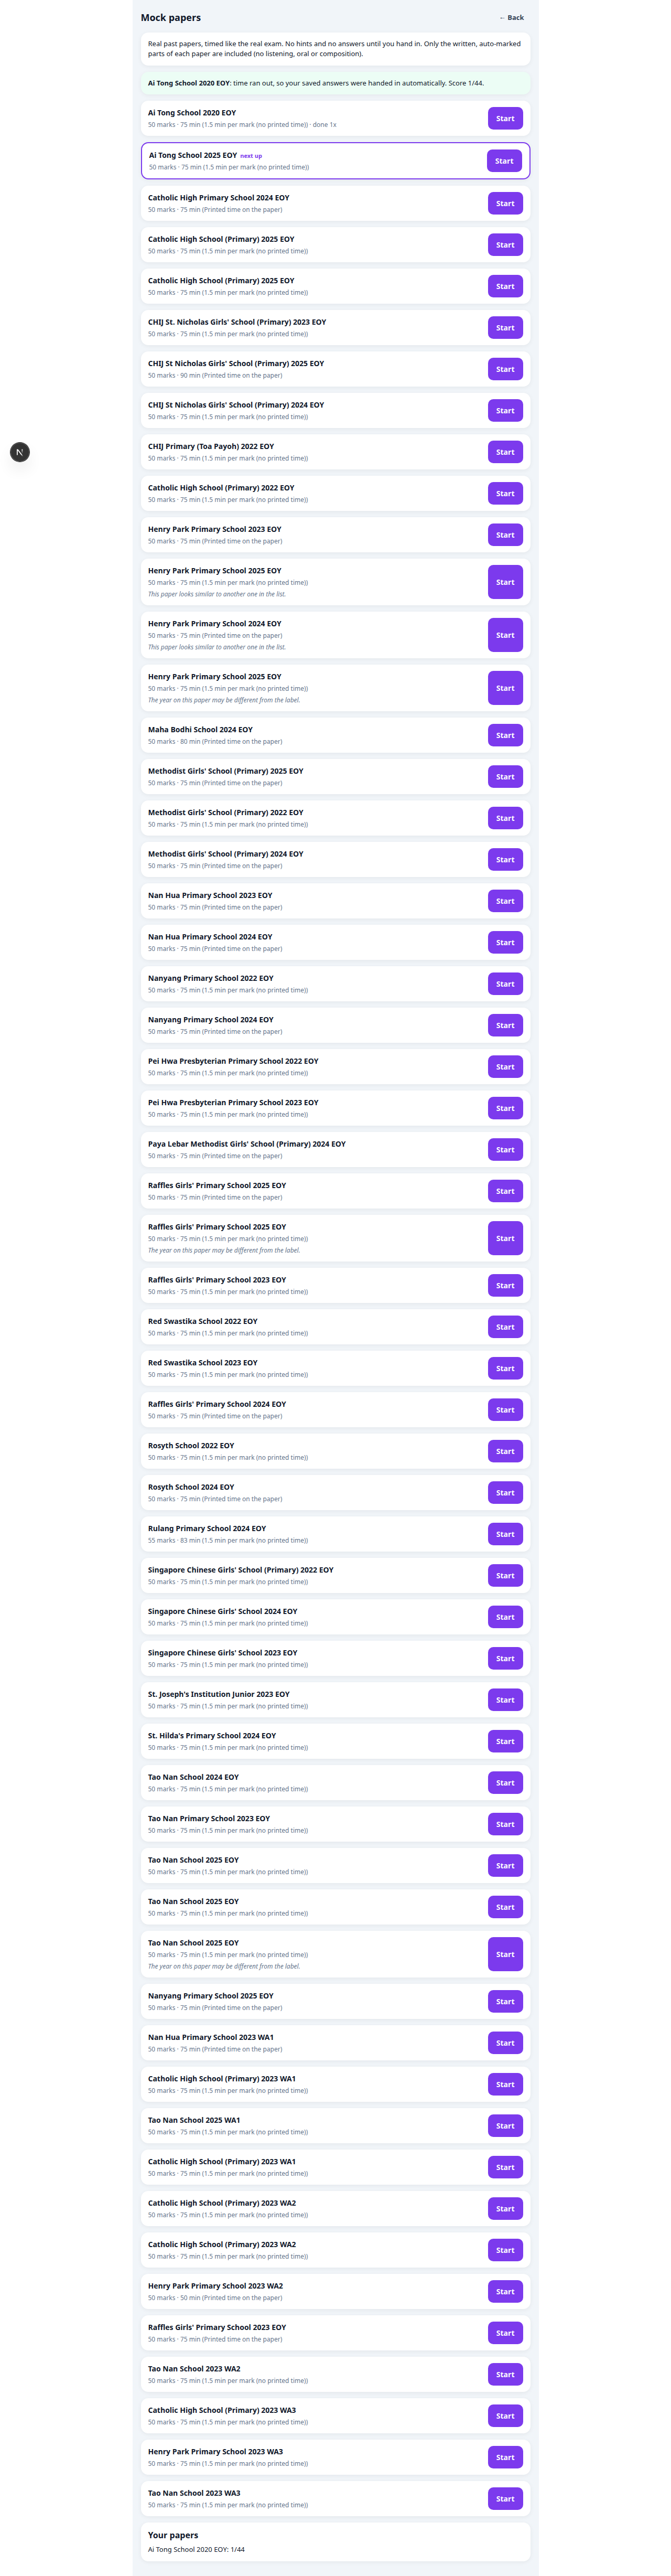 Mock papers
← Back
Real past papers, timed like the real exam. No hints and no answers until you hand in. Only the written, auto-marked
parts of each paper are included (no listening, oral or composition).
Ai Tong School 2020 EOY: time ran out, so your saved answers were handed in automatically. Score 1/44.
Ai Tong School 2020 EOY
50 marks · 75 min (1.5 min per mark (no printed time)) · done 1x
Start
Ai Tong School 2025 EOY next up
50 marks · 75 min (1.5 min per mark (no printed time))
Start
Catholic High Primary School 2024 EOY
50 marks · 75 min (Printed time on the paper)
Start
Catholic High School (Primary) 2025 EOY
50 marks · 75 min (1.5 min per mark (no printed time))
Start
Catholic High School (Primary) 2025 EOY
50 marks · 75 min (1.5 min per mark (no printed time))
Start
CHIJ St. Nicholas Girls' School (Primary) 2023 EOY
50 marks · 75 min (1.5 min per mark (no printed time))
Start
CHIJ St Nicholas Girls' School (Primary) 2025 EOY
50 marks · 90 min (Printed time on the paper)
Start
CHIJ St Nicholas Girls' School (Primary) 2024 EOY
50 marks · 75 min (1.5 min per mark (no printed time))
Start
N
CHIJ Primary (Toa Payoh) 2022 EOY
50 marks · 75 min (1.5 min per mark (no printed time))
Start
Catholic High School (Primary) 2022 EOY
50 marks · 75 min (1.5 min per mark (no printed time))
Start
Henry Park Primary School 2023 EOY
50 marks · 75 min (Printed time on the paper)
Start
Henry Park Primary School 2025 EOY
50 marks · 75 min (1.5 min per mark (no printed time))
This paper looks similar to another one in the list.
Start
Henry Park Primary School 2024 EOY
50 marks · 75 min (Printed time on the paper)
This paper looks similar to another one in the list.
Start
Henry Park Primary School 2025 EOY
50 marks · 75 min (1.5 min per mark (no printed time))
The year on this paper may be different from the label.
Start
Maha Bodhi School 2024 EOY
50 marks · 80 min (Printed time on the paper)
Start
Methodist Girls' School (Primary) 2025 EOY
50 marks · 75 min (Printed time on the paper)
Start
Methodist Girls' School (Primary) 2022 EOY
50 marks · 75 min (1.5 min per mark (no printed time))
Start
Methodist Girls' School (Primary) 2024 EOY
50 marks · 75 min (Printed time on the paper)
Start
Nan Hua Primary School 2023 EOY
50 marks · 75 min (Printed time on the paper)
Start
Nan Hua Primary School 2024 EOY
50 marks · 75 min (Printed time on the paper)
Start
Nanyang Primary School 2022 EOY
50 marks · 75 min (1.5 min per mark (no printed time))
Start
Nanyang Primary School 2024 EOY
50 marks · 75 min (Printed time on the paper)
Start
Pei Hwa Presbyterian Primary School 2022 EOY
50 marks · 75 min (1.5 min per mark (no printed time))
Start
Pei Hwa Presbyterian Primary School 2023 EOY
50 marks · 75 min (1.5 min per mark (no printed time))
Start
Paya Lebar Methodist Girls' School (Primary) 2024 EOY
50 marks · 75 min (Printed time on the paper)
Start
Raffles Girls' Primary School 2025 EOY
50 marks · 75 min (Printed time on the paper)
Start
Raffles Girls' Primary School 2025 EOY
50 marks · 75 min (1.5 min per mark (no printed time))
The year on this paper may be different from the label.
Start
Raffles Girls' Primary School 2023 EOY
50 marks · 75 min (1.5 min per mark (no printed time))
Start
Red Swastika School 2022 EOY
50 marks · 75 min (1.5 min per mark (no printed time))
Start
Red Swastika School 2023 EOY
50 marks · 75 min (1.5 min per mark (no printed time))
Start
Raffles Girls' Primary School 2024 EOY
50 marks · 75 min (Printed time on the paper)
Start
Rosyth School 2022 EOY
50 marks · 75 min (1.5 min per mark (no printed time))
Start
Rosyth School 2024 EOY
50 marks · 75 min (Printed time on the paper)
Start
Rulang Primary School 2024 EOY
55 marks · 83 min (1.5 min per mark (no printed time))
Start
Singapore Chinese Girls' School (Primary) 2022 EOY
50 marks · 75 min (1.5 min per mark (no printed time))
Start
Singapore Chinese Girls' School 2024 EOY
50 marks · 75 min (1.5 min per mark (no printed time))
Start
Singapore Chinese Girls' School 2023 EOY
50 marks · 75 min (1.5 min per mark (no printed time))
Start
St. Joseph's Institution Junior 2023 EOY
50 marks · 75 min (1.5 min per mark (no printed time))
Start
St. Hilda's Primary School 2024 EOY
50 marks · 75 min (1.5 min per mark (no printed time))
Start
Tao Nan School 2024 EOY
50 marks · 75 min (1.5 min per mark (no printed time))
Start
Tao Nan Primary School 2023 EOY
50 marks · 75 min (1.5 min per mark (no printed time))
Start
Tao Nan School 2025 EOY
50 marks · 75 min (1.5 min per mark (no printed time))
Start
Tao Nan School 2025 EOY
50 marks · 75 min (1.5 min per mark (no printed time))
Start
Tao Nan School 2025 EOY
50 marks · 75 min (1.5 min per mark (no printed time))
The year on this paper may be different from the label.
Start
Nanyang Primary School 2025 EOY
50 marks · 75 min (Printed time on the paper)
Start
Nan Hua Primary School 2023 WA1
50 marks · 75 min (Printed time on the paper)
Start
Catholic High School (Primary) 2023 WA1
50 marks · 75 min (1.5 min per mark (no printed time))
Start
Tao Nan School 2025 WA1
50 marks · 75 min (1.5 min per mark (no printed time))
Start
Catholic High School (Primary) 2023 WA1
50 marks · 75 min (1.5 min per mark (no printed time))
Start
Catholic High School (Primary) 2023 WA2
50 marks · 75 min (1.5 min per mark (no printed time))
Start
Catholic High School (Primary) 2023 WA2
50 marks · 75 min (1.5 min per mark (no printed time))
Start
Henry Park Primary School 2023 WA2
50 marks · 50 min (Printed time on the paper)
Start
Raffles Girls' Primary School 2023 EOY
50 marks · 75 min (Printed time on the paper)
Start
Tao Nan School 2023 WA2
50 marks · 75 min (1.5 min per mark (no printed time))
Start
Catholic High School (Primary) 2023 WA3
50 marks · 75 min (1.5 min per mark (no printed time))
Start
Henry Park Primary School 2023 WA3
50 marks · 75 min (1.5 min per mark (no printed time))
Start
Tao Nan School 2023 WA3
50 marks · 75 min (1.5 min per mark (no printed time))
Start
Your papers
Ai Tong School 2020 EOY: 1/44